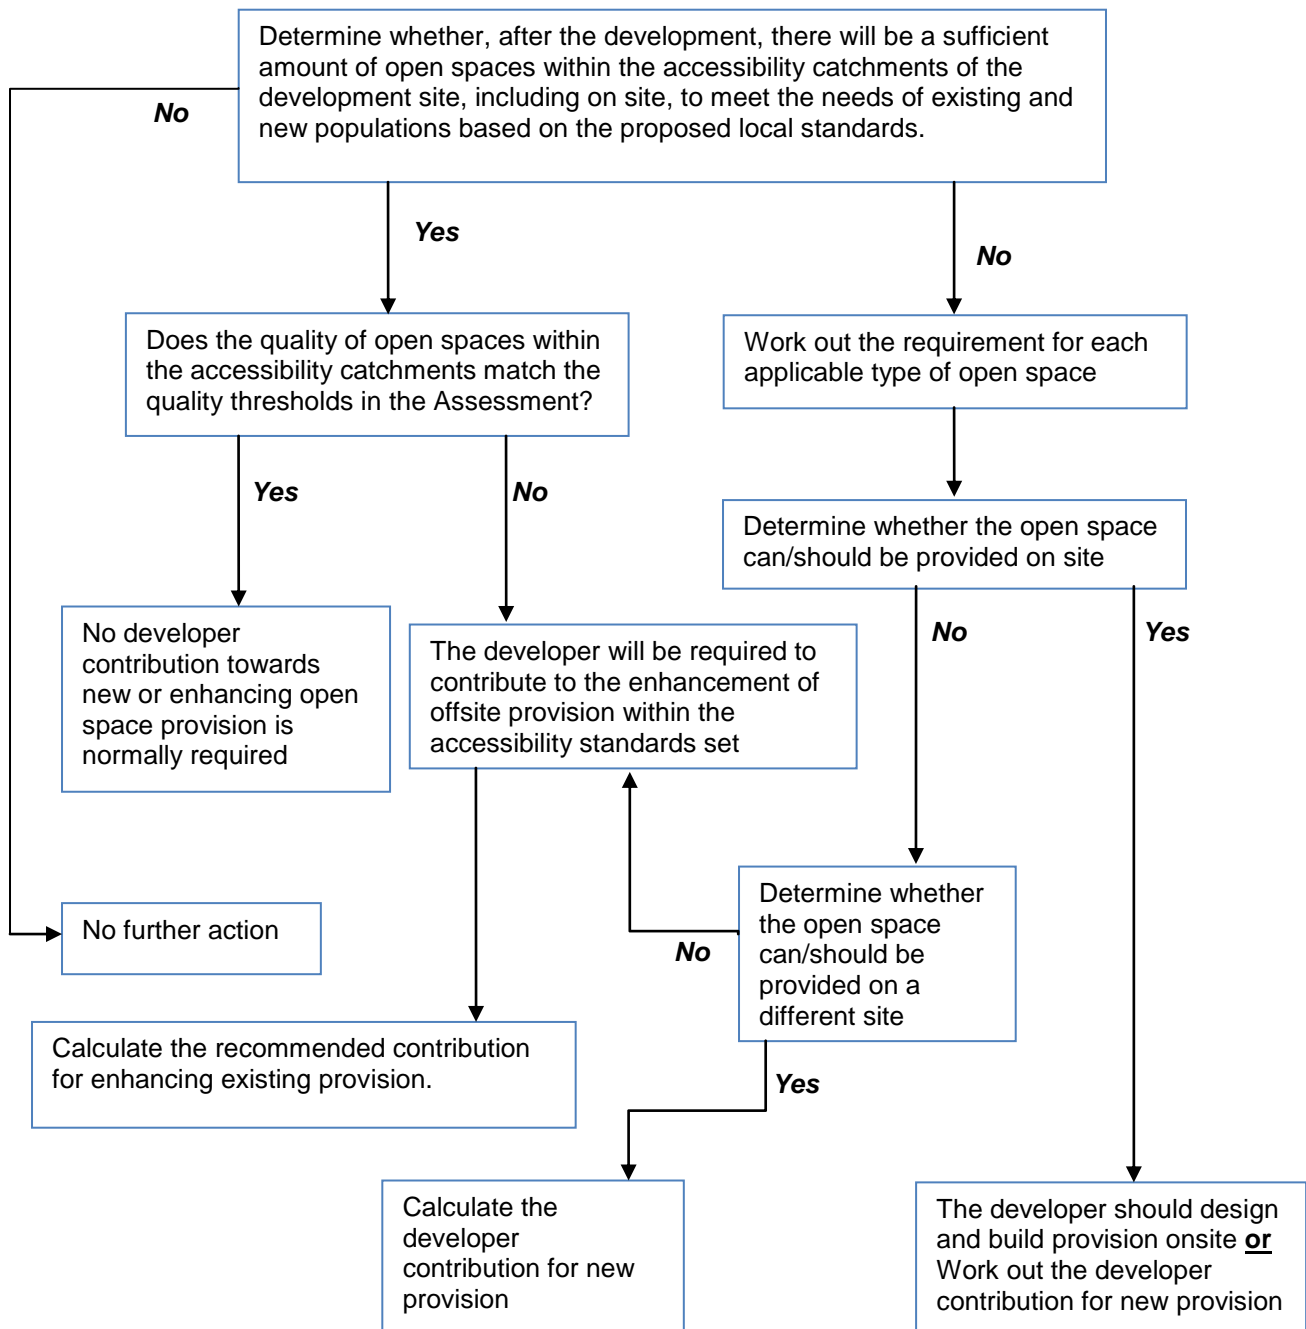 Determine whether, after the development, there will be a sufficient
amount of open spaces within the accessibility catchments of the
development site, including on site, to meet the needs of existing and
new populations based on the proposed local standards.
No
Yes
No
Does the quality of open spaces within
the accessibility catchments match the
quality thresholds in the Assessment?
Work out the requirement for each
applicable type of open space
Yes
No
Determine whether the open space
can/should be provided on site
No developer
contribution towards
new or enhancing open
space provision is
normally required
The developer will be required to
contribute to the enhancement of
offsite provision within the
accessibility standards set
No
Yes
No further action
Determine whether
the open space
can/should be
provided on a
different site
No
Calculate the recommended contribution
for enhancing existing provision.
Yes
Calculate the
developer
contribution for new
provision
The developer should design
and build provision onsite or
Work out the developer
contribution for new provision